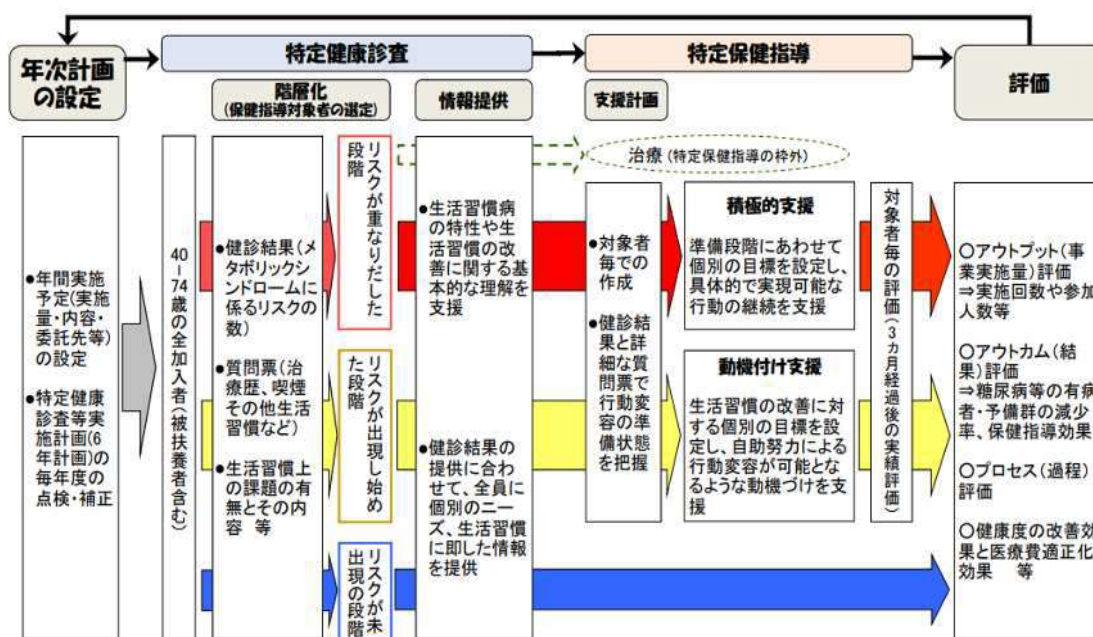 年次計画
の設定
特定健康診査
特定保健指導
評価
階層化
(保健指導対象者の選定)
情報提供
支援計画
●年間実施
予定(実施
量・内容・
委託先等)
の設定
●特定健康
診査等実
施計画(6
年計画)の
毎年度の
点検・補正
40-74歳の全加入者(被扶養者含む)
●健診結果(メ
タボリックシ
ンドロームに
係るリスクの
数)
●質問票(治
療歴、喫煙
その他生活
習慣など)
●生活習慣上
の課題の有
無とその内
容 等
リスクが重なりだした
段階
リスクが出現し始め
た段階
リスクが未
出現の段階
●生活習慣病
の特性や生
活習慣の改
善に関する基
本的な理解を
支援
●健診結果の
提供に合わ
せて、全員に
個別のニー
ズ、生活習慣
に即した情報
を提供
治療(特定保健指導の枠外)
●対象者
毎での
作成
●健診結
果と詳
細な質
問票で
行動変
容の準
備状態
を把握
積極的支援
準備段階にあわせて
個別の目標を設定し、
具体的で実現可能な
行動の継続を支援
動機付け支援
生活習慣の改善に対
する個別の目標を
設定し、自助努力による
行動変容が可能とな
るような動機づけを支
援
対象者毎の評価(3カ月経過後の実績評価)
○アウトプット(事
業実施量)評価
⇒実施回数や参加
人数等
○アウトカム(結
果)評価
⇒糖尿病等の有病
者・予備群の減少
率、保健指導効果
○プロセス(過程)
評価
○健康度の改善効
果と医療費適正化
効果 等